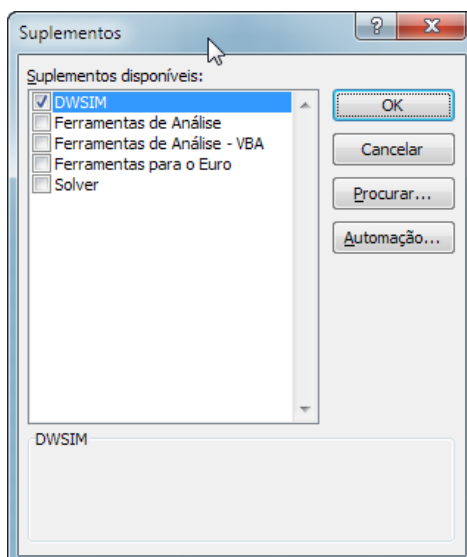 Suplementos
Suplementos disponíveis:
DWSIM
Ferramentas de Análise
Ferramentas de Análise - VBA
Ferramentas para o Euro
Solver
OK
Cancelar
Procurar...
Automação...
DWSIM